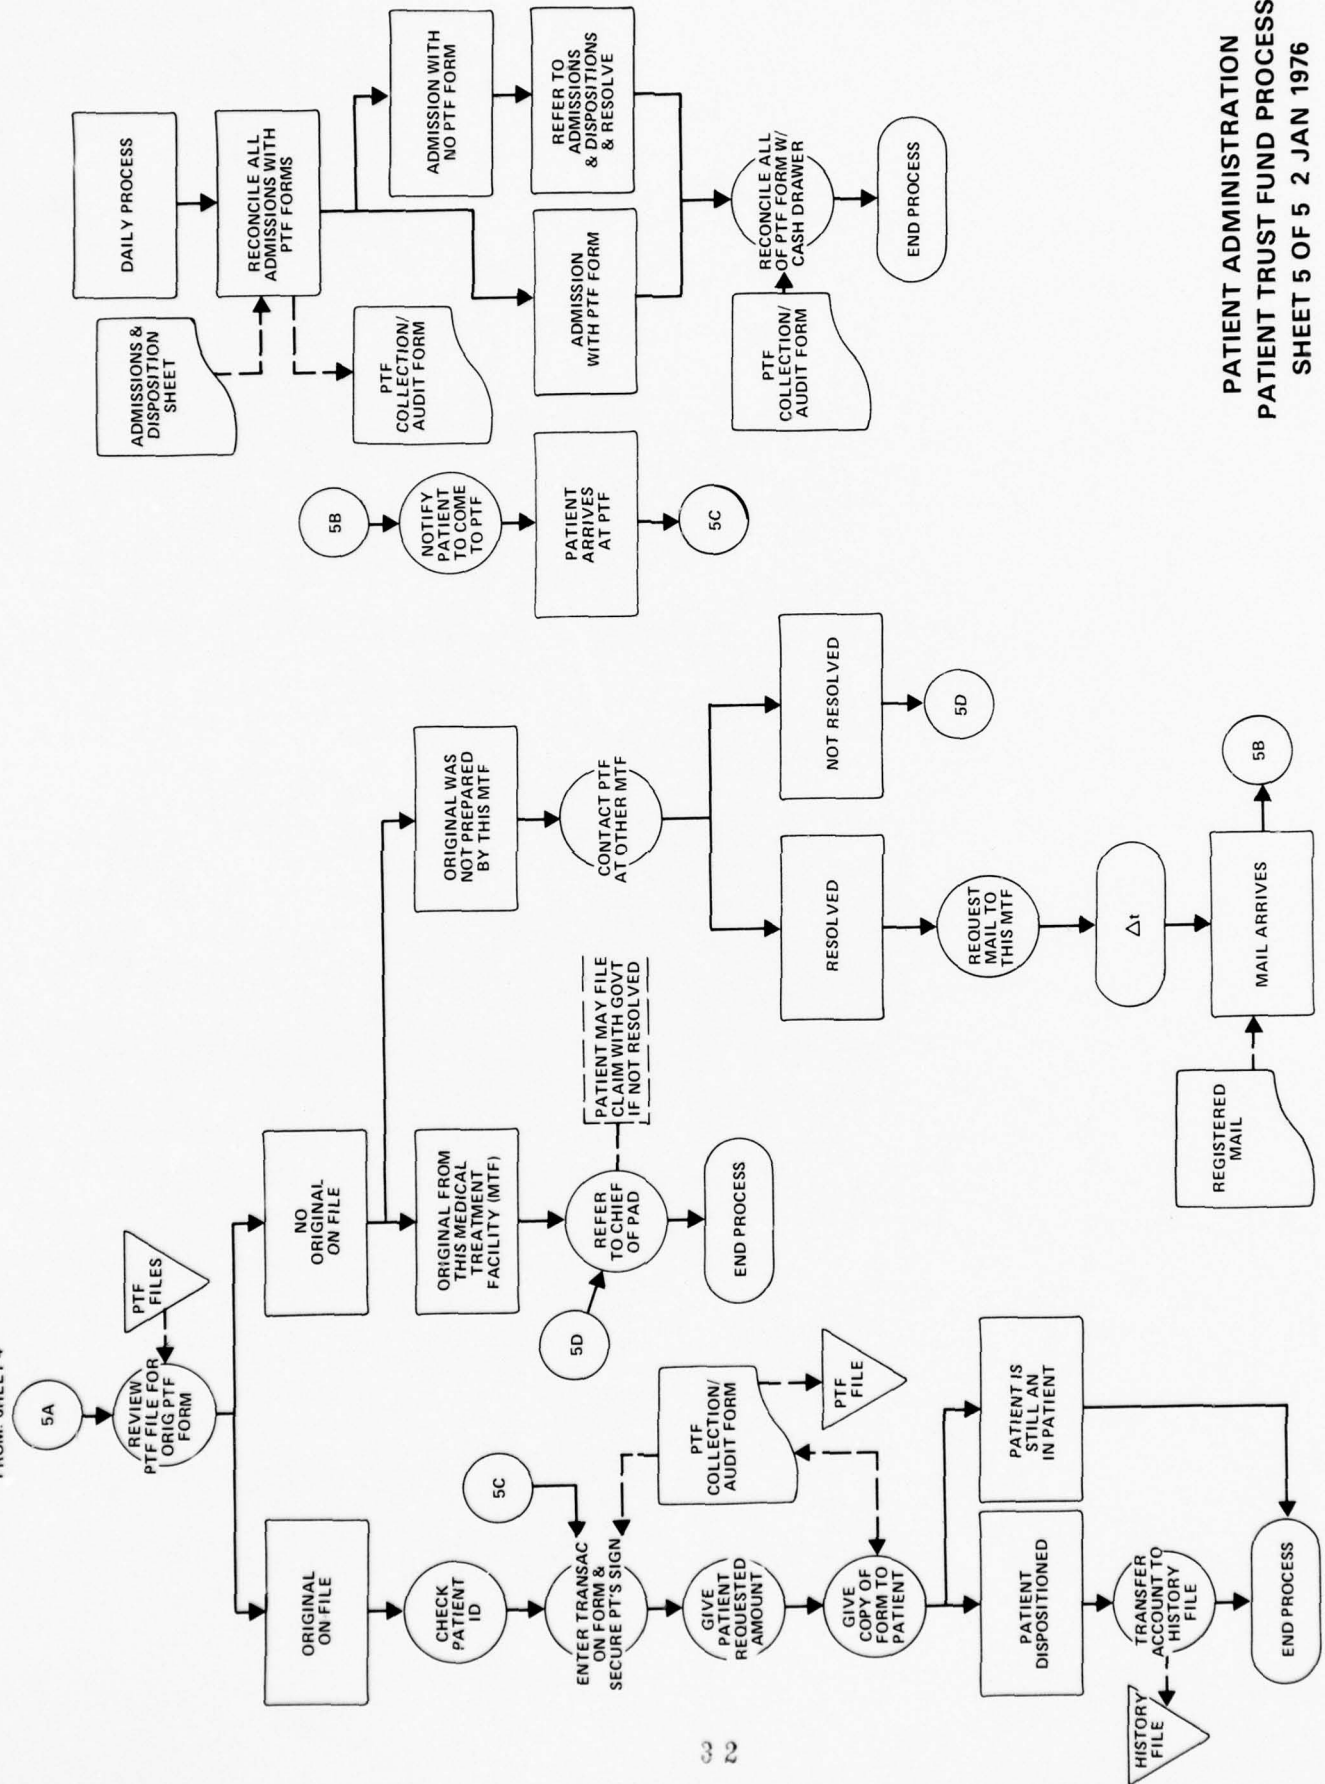 FROM: SHEET 4
5A
REVIEW
PTF FILE FOR
ORIG PTF
FORM
PTF
FILES
ORIGINAL
ON FILE
NO
ORIGINAL
ON FILE
CHECK
PATIENT
ID
5C
ENTER TRANSAC
ON FORM &
SECURE PT'S SIGN
GIVE
PATIENT
REQUESTED
AMOUNT
GIVE
COPY OF
FORM TO
PATIENT
PTF
COLLECTION/
AUDIT FORM
PTF
FILE
PATIENT
DISPOSITIONED
PATIENT IS
STILL AN
IN PATIENT
TRANSFER
ACCOUNT TO
HISTORY
FILE
HISTORY
FILE
END PROCESS
ORIGINAL FROM
THIS MEDICAL
TREATMENT
FACILITY (MTF)
5D
REFER
TO CHIEF
OF PAD
PATIENT MAY FILE
CLAIM WITH GOVT
IF NOT RESOLVED
END PROCESS
ORIGINAL WAS
NOT PREPARED
BY THIS MTF
CONTACT PTF
AT OTHER MTF
RESOLVED
NOT RESOLVED
5D
REQUEST
MAIL TO
THIS MTF
Δt
REGISTERED
MAIL
MAIL ARRIVES
5B
5B
NOTIFY
PATIENT
TO COME
TO PTF
PATIENT
ARRIVES
AT PTF
5C
DAILY PROCESS
ADMISSIONS &
DISPOSITION
SHEET
RECONCILE ALL
ADMISSIONS WITH
PTF FORMS
PTF
COLLECTION/
AUDIT FORM
ADMISSION WITH
NO PTF FORM
ADMISSION
WITH PTF FORM
REFER TO
ADMISSIONS
& DISPOSITIONS
& RESOLVE
PTF
COLLECTION/
AUDIT FORM
RECONCILE ALL
OF PTF FORM W/
CASH DRAWER
END PROCESS
PATIENT ADMINISTRATION
PATIENT TRUST FUND PROCESS
SHEET 5 OF 5 2 JAN 1976
32